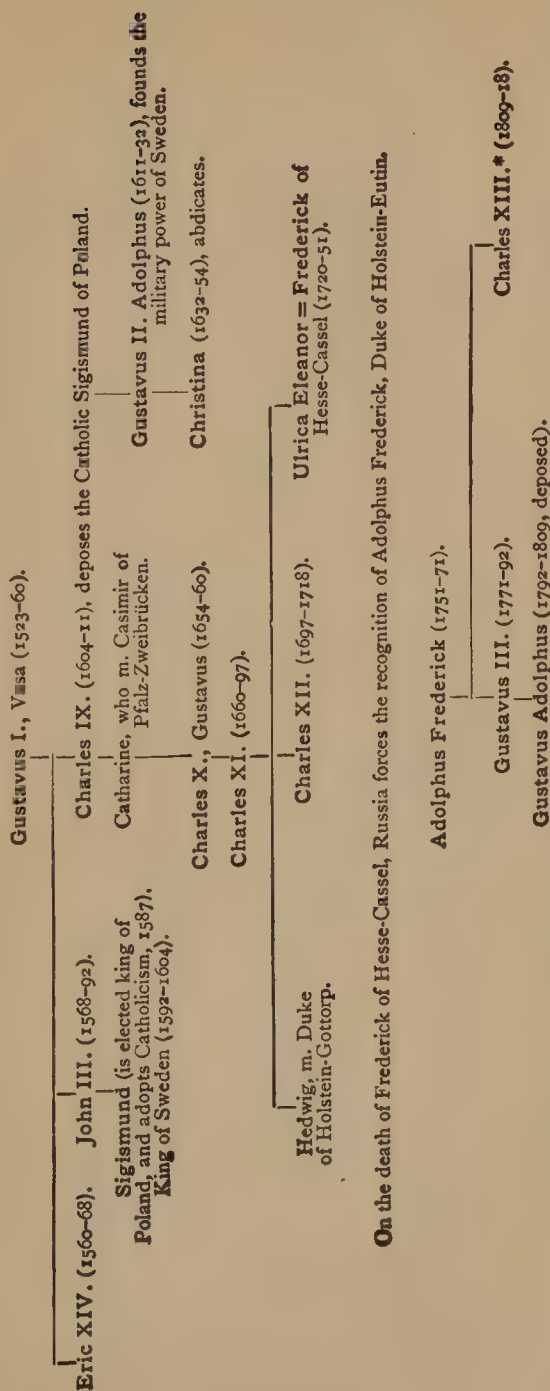 Gustavus I., Vasa (1523-60).
Eric XIV. (1560-68). John III. (1568-92). Charles IX. (1604-11), deposes the Catholic Sigismund of Poland.
Sigismund (is elected king of
Poland, and adopts Catholicism, 1587).
King of Sweden (1592-1604).
Catharine, who m. Casimir of
Pfalz-Zweibrücken.
Gustavus II. Adolphus (1611-32), founds the
military power of Sweden.
Charles X., Gustavus (1654-60).
Christina (1632-54), abdicates.
Charles XI. (1660-97).
Hedwig, m. Duke
of Holstein-Gottorp.
Charles XII. (1697-1718).
Ulrica Eleanor = Frederick of
Hesse-Cassel (1720-51).
On the death of Frederick of Hesse-Cassel, Russia forces the recognition of Adolphus Frederick, Duke of Holstein-Eutin.
Adolphus Frederick (1751-71).
Gustavus III. (1771-92).
Charles XIII.* (1809-18).
Gustavus Adolphus (1792-1809, deposed).